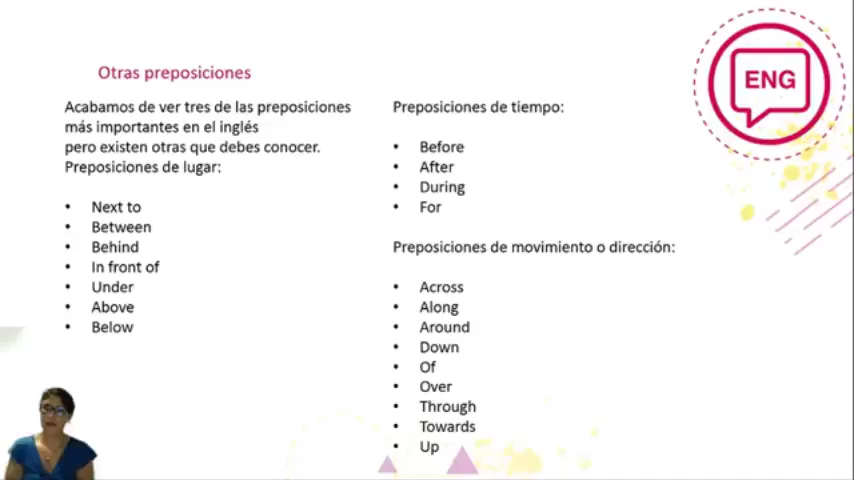 Otras preposiciones
Acabamos de ver tres de las preposiciones
más importantes en el inglés
pero existen otras que debes conocer.
Preposiciones de lugar:
• Next to
• Between
• Behind
• In front of
• Under
• Above
• Below
Preposiciones de tiempo:
• Before
• After
• During
• For
Preposiciones de movimiento o dirección:
• Across
• Along
• Around
• Down
• Of
• Over
• Through
• Towards
• Up
ENG